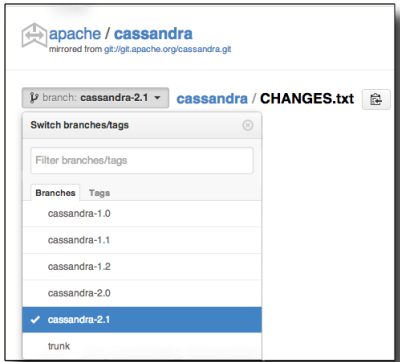 apache / cassandra
mirrored from git://git.apache.org/cassandra.git
branch: cassandra-2.1 cassandra / CHANGES.txt
Switch branches/tags
Filter branches/tags
Branches Tags
cassandra-1.0
cassandra-1.1
cassandra-1.2
cassandra-2.0
cassandra-2.1
trunk